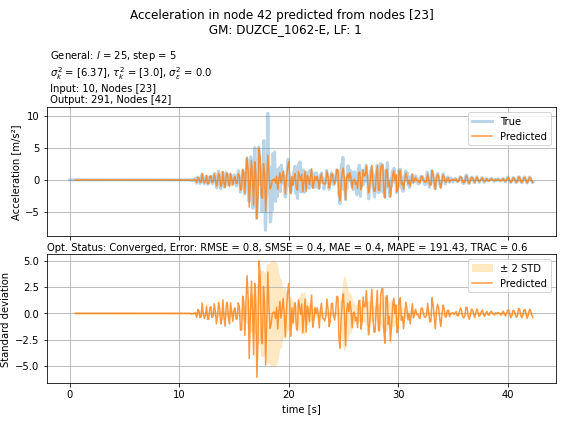 Acceleration in node 42 predicted from nodes [23]
GM: DUZCE_1062-E, LF: 1
General: l = 25, step = 5
σ²ₖ = [6.37], τ²ₖ = [3.0], σ²ε = 0.0
Input: 10, Nodes [23]
Output: 291, Nodes [42]
Acceleration [m/s²]
10
5
0
−5
True
Predicted
Opt. Status: Converged, Error: RMSE = 0.8, SMSE = 0.4, MAE = 0.4, MAPE = 191.43, TRAC = 0.6
Standard deviation
5.0
2.5
0.0
−2.5
−5.0
± 2 STD
Predicted
0 10 20 30 40
time [s]